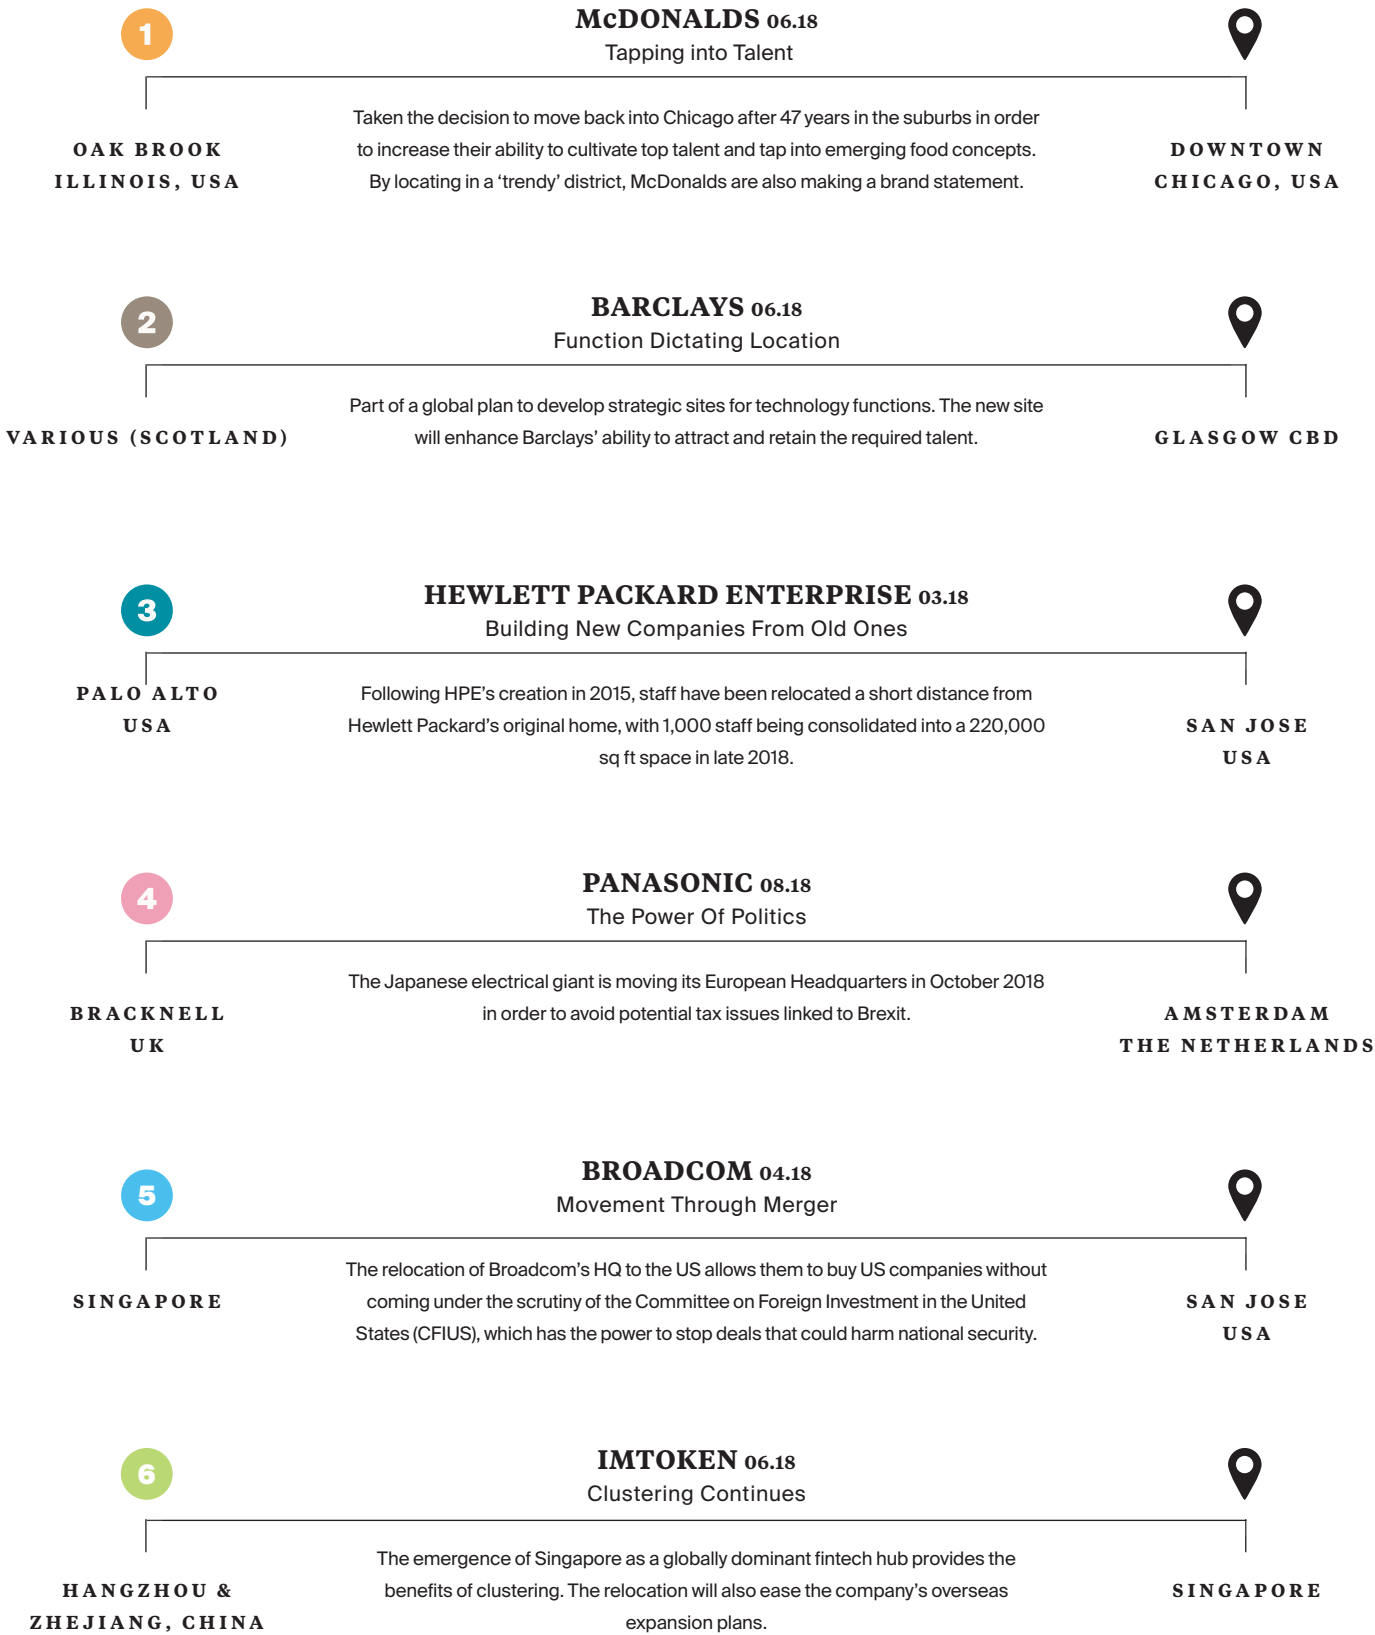 1
McDONALDS 06.18
Tapping into Talent
OAK BROOK
ILLINOIS, USA
Taken the decision to move back into Chicago after 47 years in the suburbs in order
to increase their ability to cultivate top talent and tap into emerging food concepts.
By locating in a ‘trendy’ district, McDonalds are also making a brand statement.
DOWNTOWN
CHICAGO, USA
2
BARCLAYS 06.18
Function Dictating Location
VARIOUS (SCOTLAND)
Part of a global plan to develop strategic sites for technology functions. The new site
will enhance Barclays’ ability to attract and retain the required talent.
GLASGOW CBD
3
HEWLETT PACKARD ENTERPRISE 03.18
Building New Companies From Old Ones
PALO ALTO
USA
Following HPE’s creation in 2015, staff have been relocated a short distance from
Hewlett Packard’s original home, with 1,000 staff being consolidated into a 220,000
sq ft space in late 2018.
SAN JOSE
USA
4
PANASONIC 08.18
The Power Of Politics
BRACKNELL
UK
The Japanese electrical giant is moving its European Headquarters in October 2018
in order to avoid potential tax issues linked to Brexit.
AMSTERDAM
THE NETHERLANDS
5
BROADCOM 04.18
Movement Through Merger
SINGAPORE
The relocation of Broadcom’s HQ to the US allows them to buy US companies without
coming under the scrutiny of the Committee on Foreign Investment in the United
States (CFIUS), which has the power to stop deals that could harm national security.
SAN JOSE
USA
6
IMTOKEN 06.18
Clustering Continues
HANGZHOU &
ZHEJIANG, CHINA
The emergence of Singapore as a globally dominant fintech hub provides the
benefits of clustering. The relocation will also ease the company’s overseas
expansion plans.
SINGAPORE